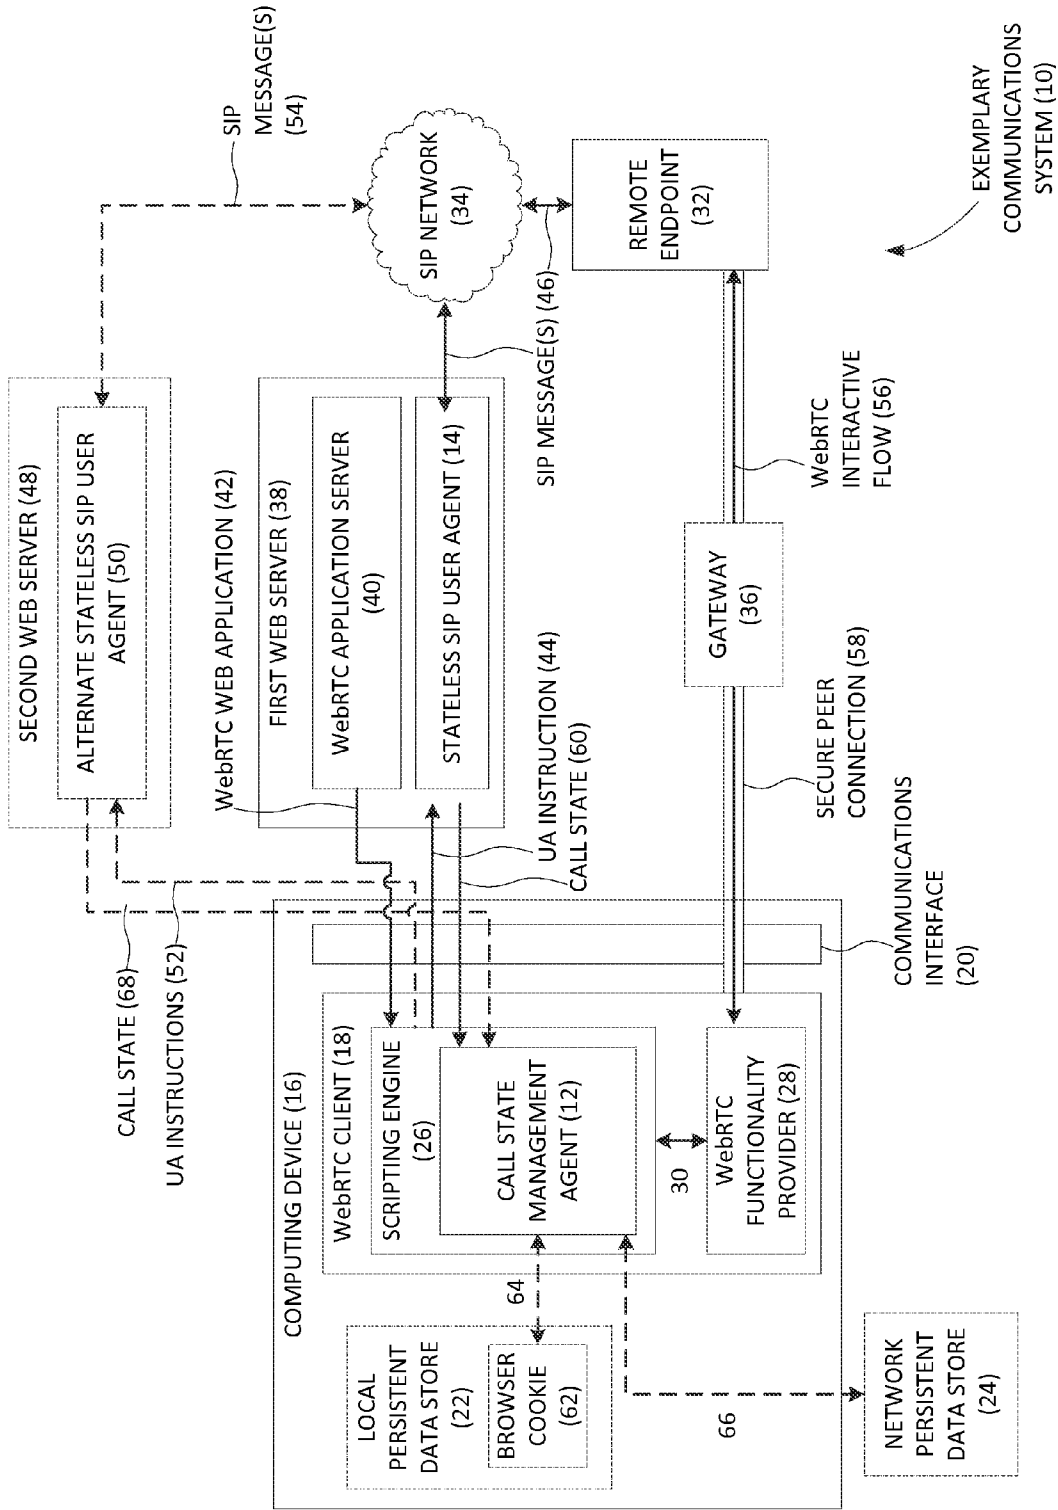 SECOND WEB SERVER (48)
ALTERNATE STATELESS SIP USER
AGENT (50)
SIP
MESSAGE(S)
(54)
CALL STATE (68)
UA INSTRUCTIONS (52)
WebRTC WEB APPLICATION (42)
FIRST WEB SERVER (38)
WebRTC APPLICATION SERVER
(40)
STATELESS SIP USER AGENT (14)
SIP NETWORK
(34)
SIP MESSAGE(S) (46)
UA INSTRUCTION (44)
CALL STATE (60)
REMOTE
ENDPOINT
(32)
COMPUTING DEVICE (16)
WebRTC CLIENT (18)
SCRIPTING ENGINE
(26)
CALL STATE
MANAGEMENT
AGENT (12)
30
WebRTC
FUNCTIONALITY
PROVIDER (28)
64
LOCAL
PERSISTENT
DATA STORE
(22)
BROWSER
COOKIE
(62)
66
NETWORK
PERSISTENT
DATA STORE
(24)
GATEWAY
(36)
SECURE PEER
CONNECTION (58)
WebRTC
INTERACTIVE
FLOW (56)
COMMUNICATIONS
INTERFACE
(20)
EXEMPLARY
COMMUNICATIONS
SYSTEM (10)